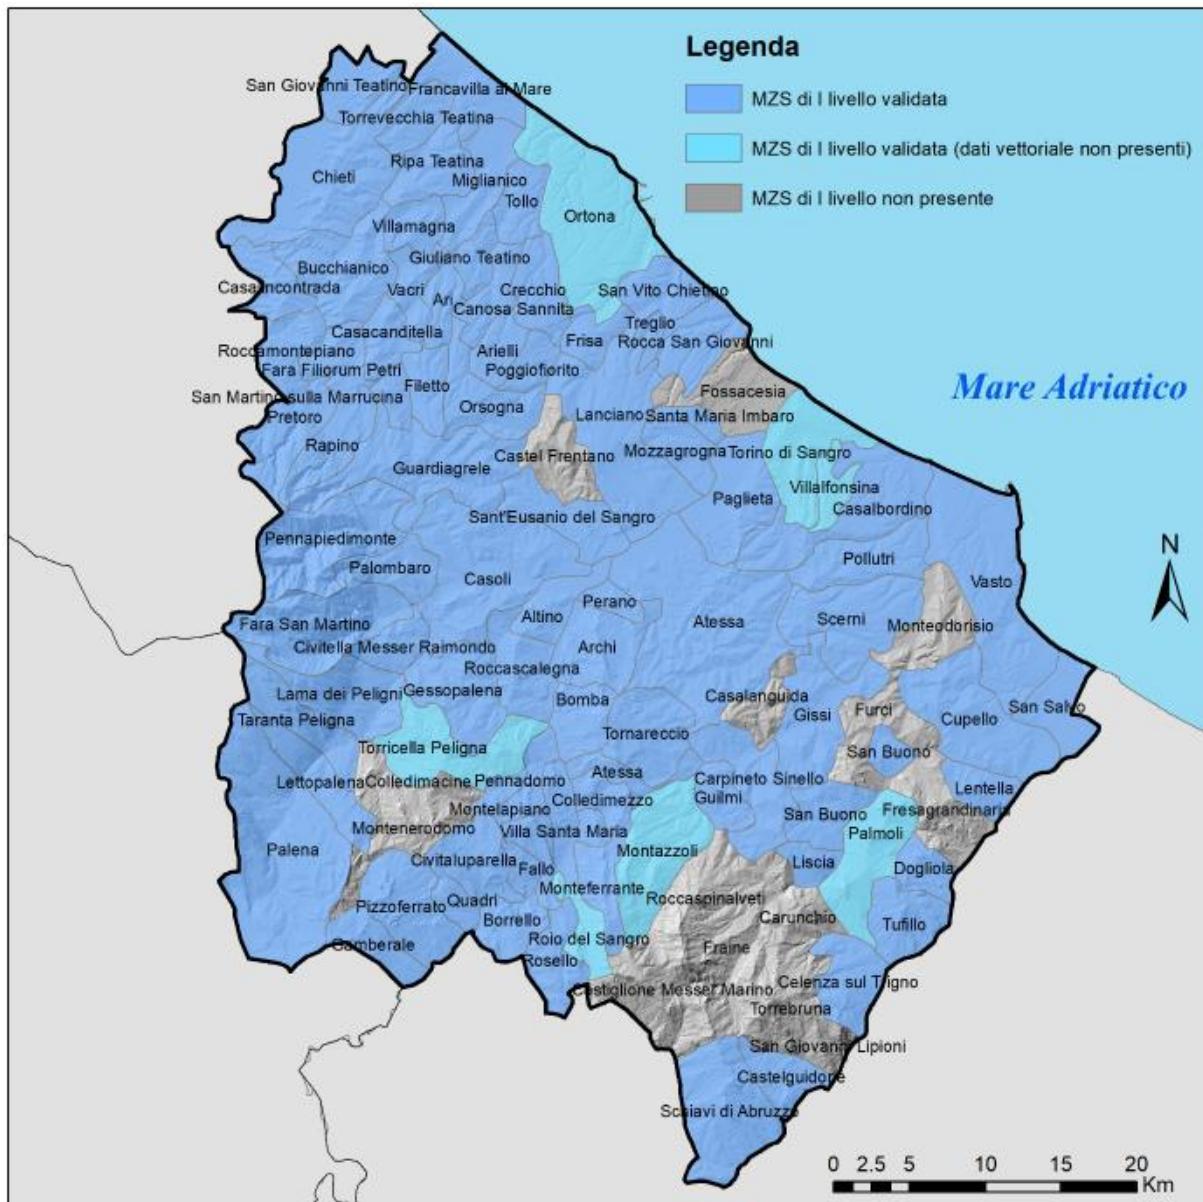 Legenda
MZS di I livello validata
MZS di I livello validata (dati vettoriale non presenti)
MZS di I livello non presente
San Giovanni Teatino
Francavilla al Mare
Torrevecchia Teatina
Ripa Teatina
Chieti
Miglianico
Tollo
Ortona
Villamagna
Giuliano Teatino
Bucchianico
Casalincontrada
Vacri
Ari
Crecchio
San Vito Chietino
Canosa Sannita
Treglio
Casacanditella
Frisa
Rocca San Giovanni
Roccamontepiano
Arielli
Fara Filiorum Petri
Poggiofiorito
Filetto
Fossacesia
Mare Adriatico
San Martino sulla Marrucina
Orsogna
Lanciano
Santa Maria Imbaro
Pretoro
Rapino
Castel Frentano
Mozzagrogna
Torino di Sangro
Guardiagrele
Villalfonsina
Paglieta
Casalbordino
Sant'Eusanio del Sangro
Pennapiedimonte
N
Pollutri
Palombaro
Casoli
Vasto
Perano
Altino
Atessa
Scerni
Monteodorisio
Fara San Martino
Civitella Messer Raimondo
Archi
Roccascalegna
Lama dei Peligni
Gessopalena
Bomba
Casalanguida
Gissi
Furci
San Salvo
Taranta Peligna
Cupello
Torricella Peligna
Tornareccio
San Buono
Lettopalena
Colledimacine
Pennadomo
Atessa
Carpineto Sinello
Lentella
Colledimezzo
Guilmi
Montelapiano
San Buono
Fresagrandinaria
Montenerodomo
Villa Santa Maria
Palmoli
Palena
Civitaluparella
Montazzoli
Liscia
Fallo
Dogliola
Monteferrante
Roccaspinalveti
Quadri
Pizzoferrato
Borrello
Carunchio
Tufillo
Gamberale
Roio del Sangro
Fraine
Rosello
Celenza sul Trigno
Castiglione Messer Marino
Torrebruna
San Giovanni Lipioni
Castelguidone
Schiavi di Abruzzo
0 2.5 5 10 15 20
Km